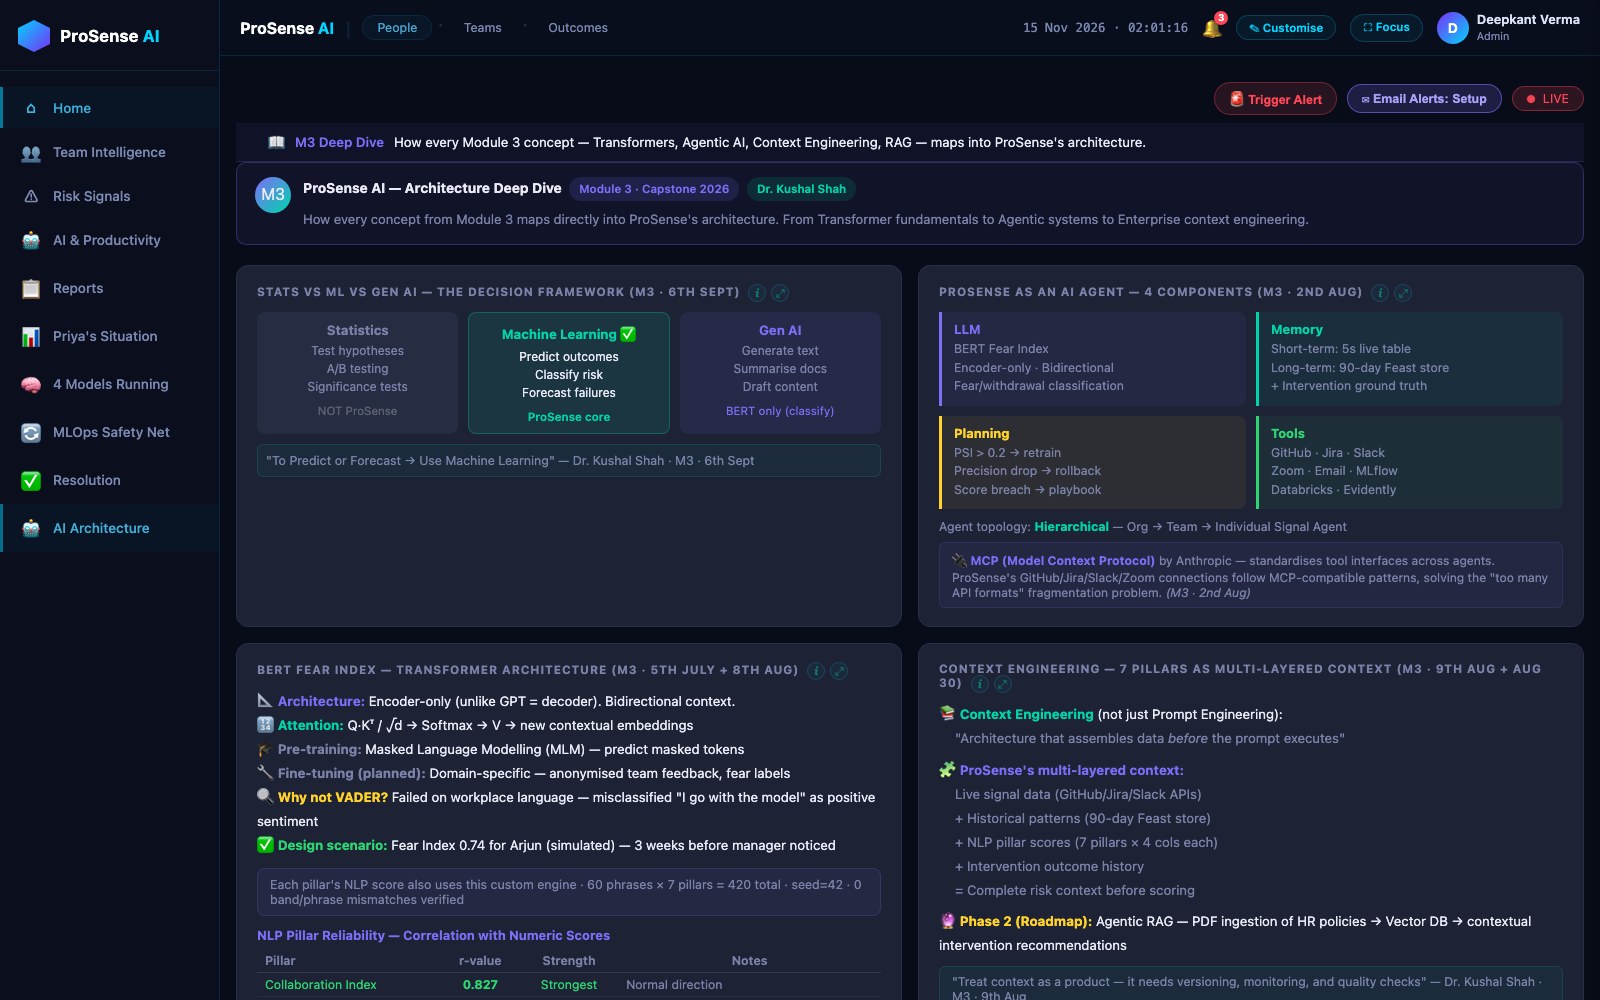 ProSense AI
Home
Team Intelligence
Risk Signals
AI & Productivity
Reports
Priya's Situation
4 Models Running
MLOps Safety Net
Resolution
AI Architecture
ProSense AI
People · Teams · Outcomes
15 Nov 2026 · 02:01:16
3
Customise
Focus
D
Deepkant Verma
Admin
Trigger Alert
Email Alerts: Setup
LIVE
M3 Deep Dive How every Module 3 concept — Transformers, Agentic AI, Context Engineering, RAG — maps into ProSense's architecture.
M3
ProSense AI — Architecture Deep Dive Module 3 · Capstone 2026 Dr. Kushal Shah
How every concept from Module 3 maps directly into ProSense's architecture. From Transformer fundamentals to Agentic systems to Enterprise context engineering.
STATS VS ML VS GEN AI — THE DECISION FRAMEWORK (M3 · 6TH SEPT) i
Statistics
Test hypotheses
A/B testing
Significance tests
NOT ProSense
Machine Learning ✅
Predict outcomes
Classify risk
Forecast failures
ProSense core
Gen AI
Generate text
Summarise docs
Draft content
BERT only (classify)
"To Predict or Forecast → Use Machine Learning" — Dr. Kushal Shah · M3 · 6th Sept
PROSENSE AS AN AI AGENT — 4 COMPONENTS (M3 · 2ND AUG) i
LLM
BERT Fear Index
Encoder-only · Bidirectional
Fear/withdrawal classification
Memory
Short-term: 5s live table
Long-term: 90-day Feast store
+ Intervention ground truth
Planning
PSI > 0.2 → retrain
Precision drop → rollback
Score breach → playbook
Tools
GitHub · Jira · Slack
Zoom · Email · MLflow
Databricks · Evidently
Agent topology: Hierarchical — Org → Team → Individual Signal Agent
MCP (Model Context Protocol) by Anthropic — standardises tool interfaces across agents.
ProSense's GitHub/Jira/Slack/Zoom connections follow MCP-compatible patterns, solving the "too many
API formats" fragmentation problem. (M3 · 2nd Aug)
BERT FEAR INDEX — TRANSFORMER ARCHITECTURE (M3 · 5TH JULY + 8TH AUG) i
Architecture: Encoder-only (unlike GPT = decoder). Bidirectional context.
Attention: Q·Kᵀ / √d → Softmax → V → new contextual embeddings
Pre-training: Masked Language Modelling (MLM) — predict masked tokens
Fine-tuning (planned): Domain-specific — anonymised team feedback, fear labels
Why not VADER? Failed on workplace language — misclassified "I go with the model" as positive
sentiment
Design scenario: Fear Index 0.74 for Arjun (simulated) — 3 weeks before manager noticed
Each pillar's NLP score also uses this custom engine · 60 phrases × 7 pillars = 420 total · seed=42 · 0
band/phrase mismatches verified
NLP Pillar Reliability — Correlation with Numeric Scores
Pillar r-value Strength Notes
Collaboration Index 0.827 Strongest Normal direction
CONTEXT ENGINEERING — 7 PILLARS AS MULTI-LAYERED CONTEXT (M3 · 9TH AUG + AUG
30) i
Context Engineering (not just Prompt Engineering):
"Architecture that assembles data before the prompt executes"
ProSense's multi-layered context:
Live signal data (GitHub/Jira/Slack APIs)
+ Historical patterns (90-day Feast store)
+ NLP pillar scores (7 pillars × 4 cols each)
+ Intervention outcome history
= Complete risk context before scoring
Phase 2 (Roadmap): Agentic RAG — PDF ingestion of HR policies → Vector DB → contextual
intervention recommendations
"Treat context as a product — it needs versioning, monitoring, and quality checks" — Dr. Kushal Shah ·
M3 · 9th Aug